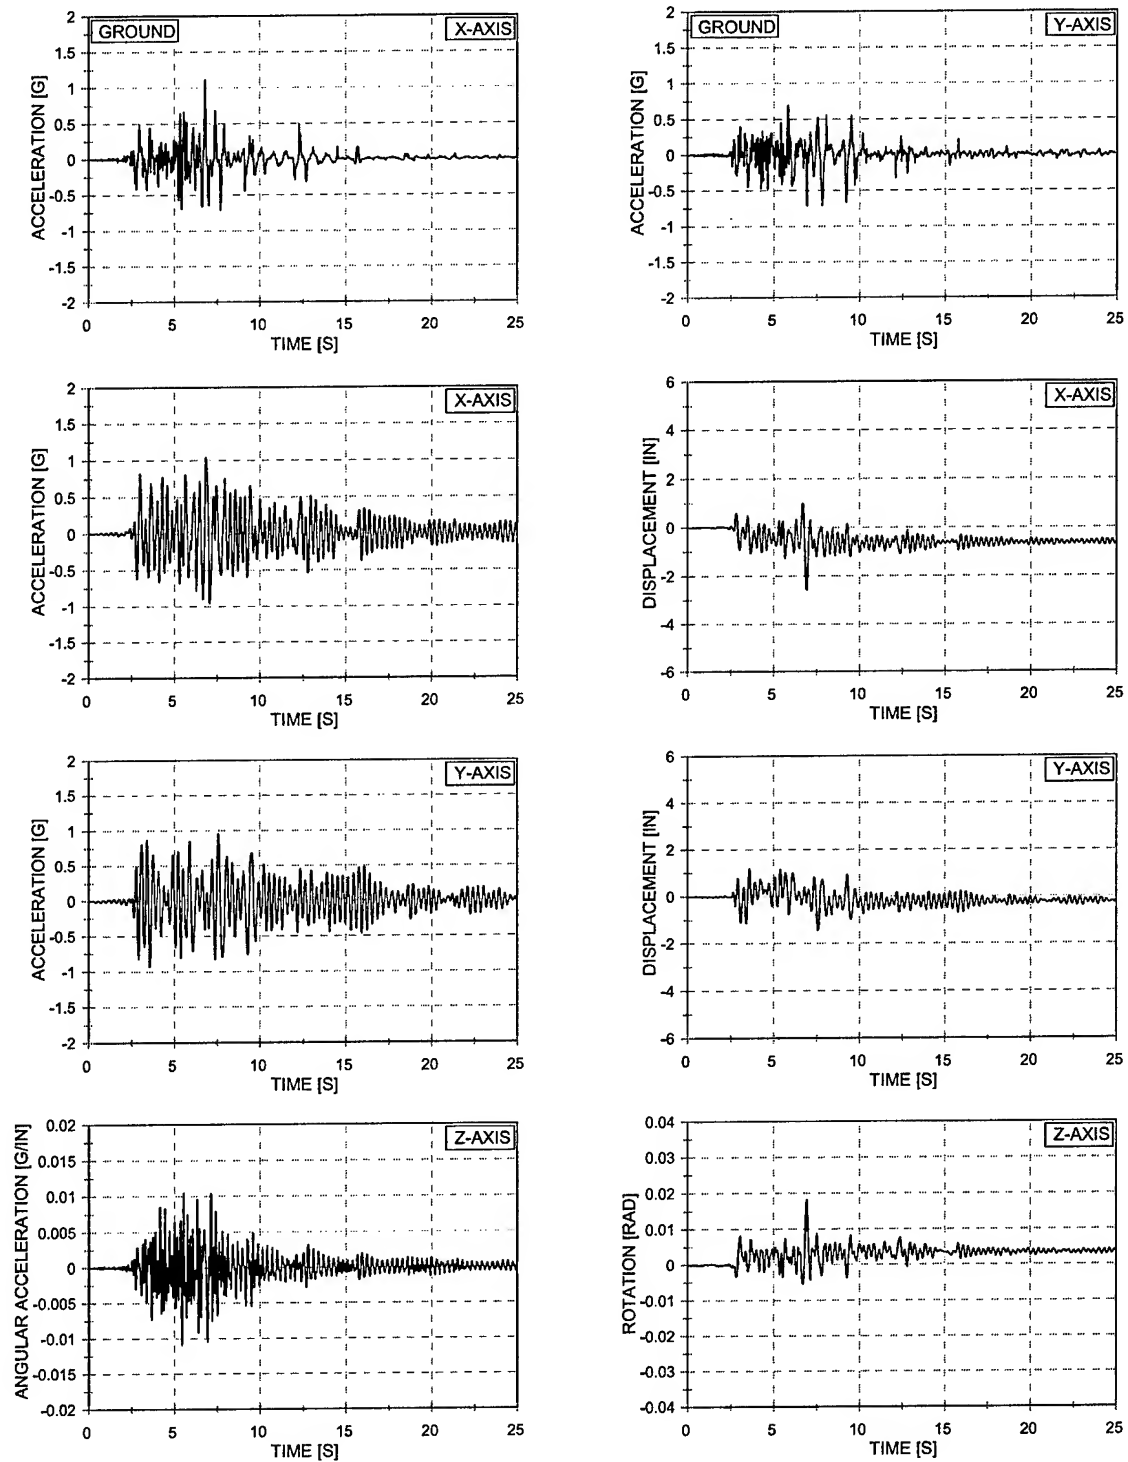 GROUND X-AXIS
2
1.5
1
0.5
0
-0.5
-1
-1.5
-2
ACCELERATION [G]
0 5 10 15 20 25
TIME [S]
GROUND Y-AXIS
2
1.5
1
0.5
0
-0.5
-1
-1.5
-2
ACCELERATION [G]
0 5 10 15 20 25
TIME [S]
X-AXIS
2
1.5
1
0.5
0
-0.5
-1
-1.5
-2
ACCELERATION [G]
0 5 10 15 20 25
TIME [S]
X-AXIS
6
4
2
0
-2
-4
-6
DISPLACEMENT [IN]
0 5 10 15 20 25
TIME [S]
Y-AXIS
2
1.5
1
0.5
0
-0.5
-1
-1.5
-2
ACCELERATION [G]
0 5 10 15 20 25
TIME [S]
Y-AXIS
6
4
2
0
-2
-4
-6
DISPLACEMENT [IN]
0 5 10 15 20 25
TIME [S]
Z-AXIS
0.02
0.015
0.01
0.005
0
-0.005
-0.01
-0.015
-0.02
ANGULAR ACCELERATION [G/IN]
0 5 10 15 20 25
TIME [S]
Z-AXIS
0.04
0.03
0.02
0.01
0
-0.01
-0.02
-0.03
-0.04
ROTATION [RAD]
0 5 10 15 20 25
TIME [S]